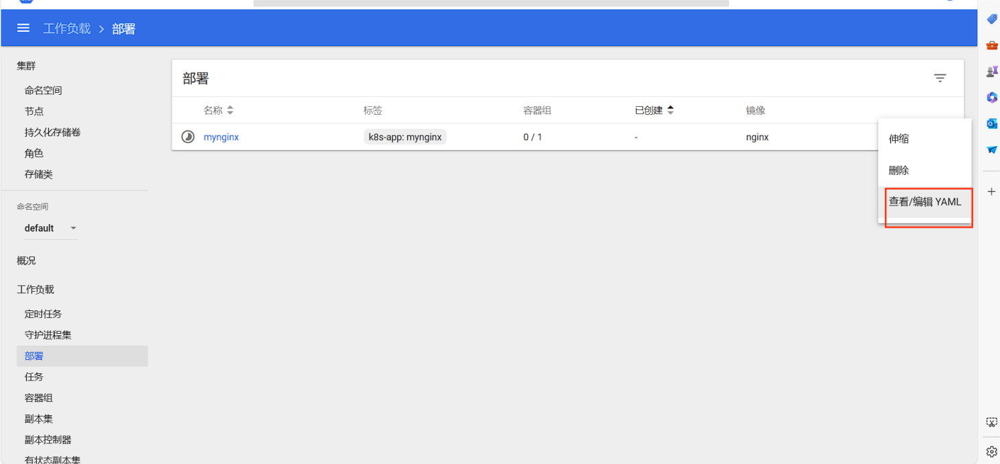 工作负载 > 部署
集群
命名空间
节点
持久化存储卷
角色
存储类
命名空间
default
概况
工作负载
定时任务
守护进程集
部署
任务
容器组
副本集
副本控制器
有状态副本集
部署
名称 标签 容器组 已创建 镜像
mynginx k8s-app: mynginx 0 / 1 - nginx
伸缩
删除
查看/编辑 YAML